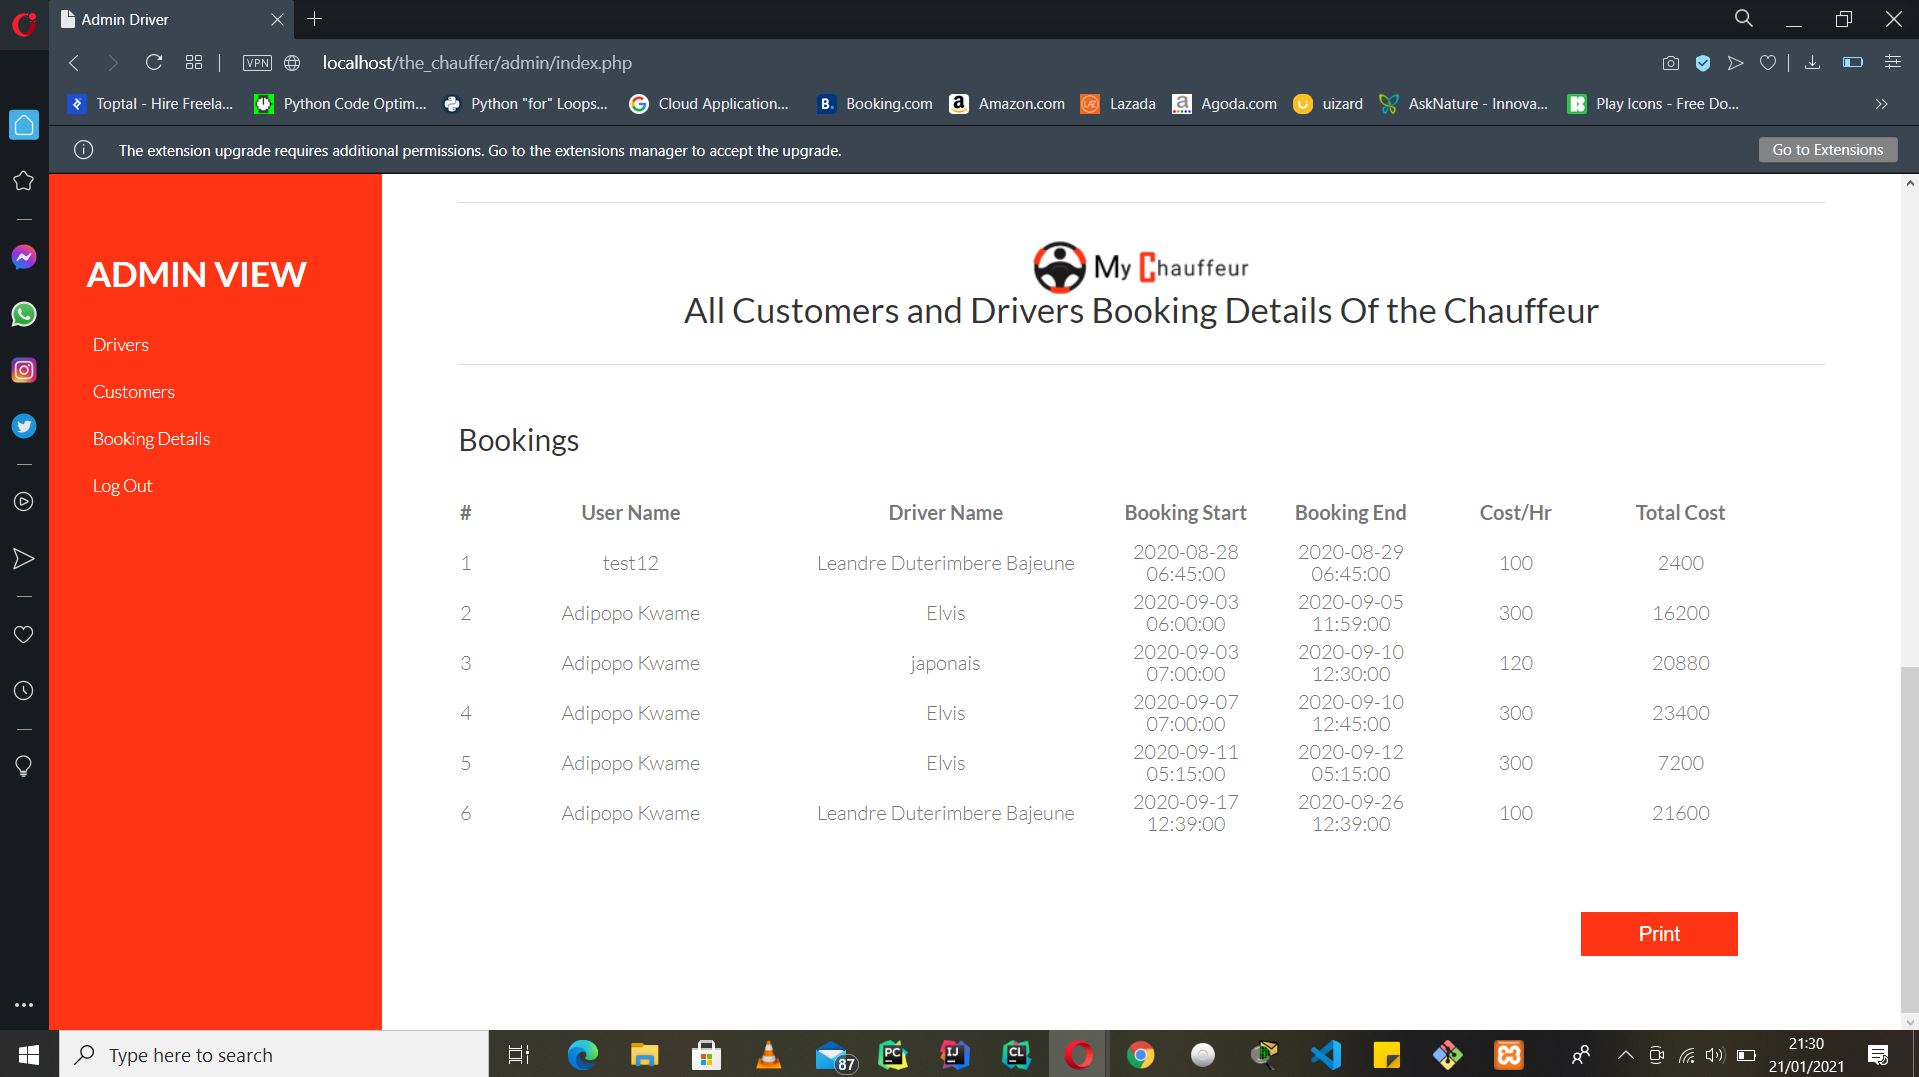 Admin Driver
VPN
localhost/the_chauffer/admin/index.php
Toptal - Hire Freela... Python Code Optim... Python "for" Loops... Cloud Application... B. Booking.com a Amazon.com Lazada a Agoda.com uizard AskNature - Innova... Play Icons - Free Do...
The extension upgrade requires additional permissions. Go to the extensions manager to accept the upgrade.
Go to Extensions
ADMIN VIEW
Drivers
Customers
Booking Details
Log Out
My Chauffeur
All Customers and Drivers Booking Details Of the Chauffeur
Bookings
# User Name Driver Name Booking Start Booking End Cost/Hr Total Cost
1 test12 Leandre Duterimbere Bajeune 2020-08-28 06:45:00 2020-08-29 06:45:00 100 2400
2 Adipopo Kwame Elvis 2020-09-03 06:00:00 2020-09-05 11:59:00 300 16200
3 Adipopo Kwame japonais 2020-09-03 07:00:00 2020-09-10 12:30:00 120 20880
4 Adipopo Kwame Elvis 2020-09-07 07:00:00 2020-09-10 12:45:00 300 23400
5 Adipopo Kwame Elvis 2020-09-11 05:15:00 2020-09-12 05:15:00 300 7200
6 Adipopo Kwame Leandre Duterimbere Bajeune 2020-09-17 12:39:00 2020-09-26 12:39:00 100 21600
Print
Type here to search
87
PC
IJ
CL
21:30
21/01/2021